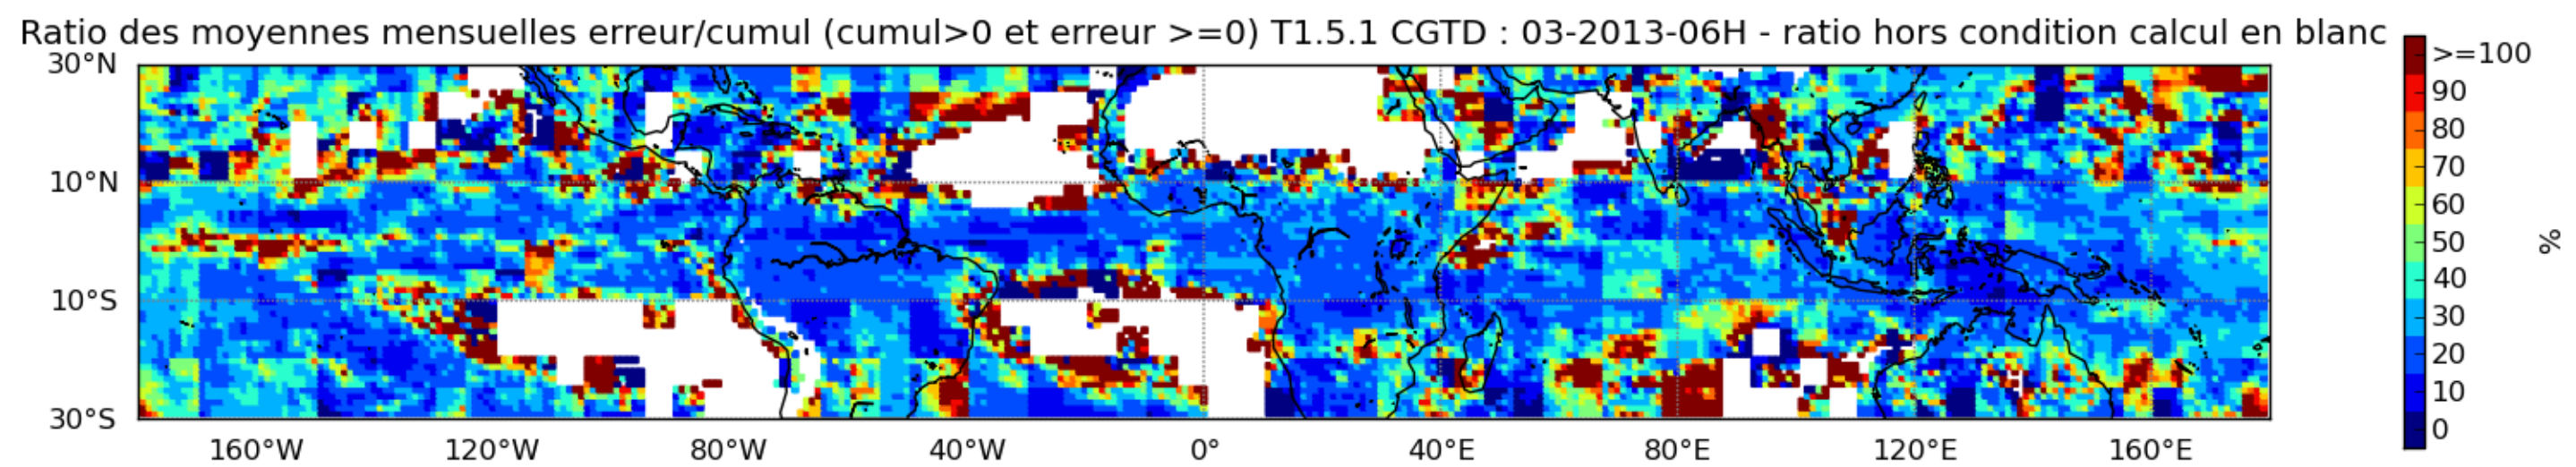 Ratio des moyennes mensuelles erreur/cumul (cumul>0 et erreur >=0) T1.5.1 CGTD : 03-2013-06H - ratio hors condition calcul en blanc
30°N
10°N
10°S
30°S
160°W 120°W 80°W 40°W 0° 40°E 80°E 120°E 160°E
>=100
90
80
70
60
50
40
30
20
10
0
%